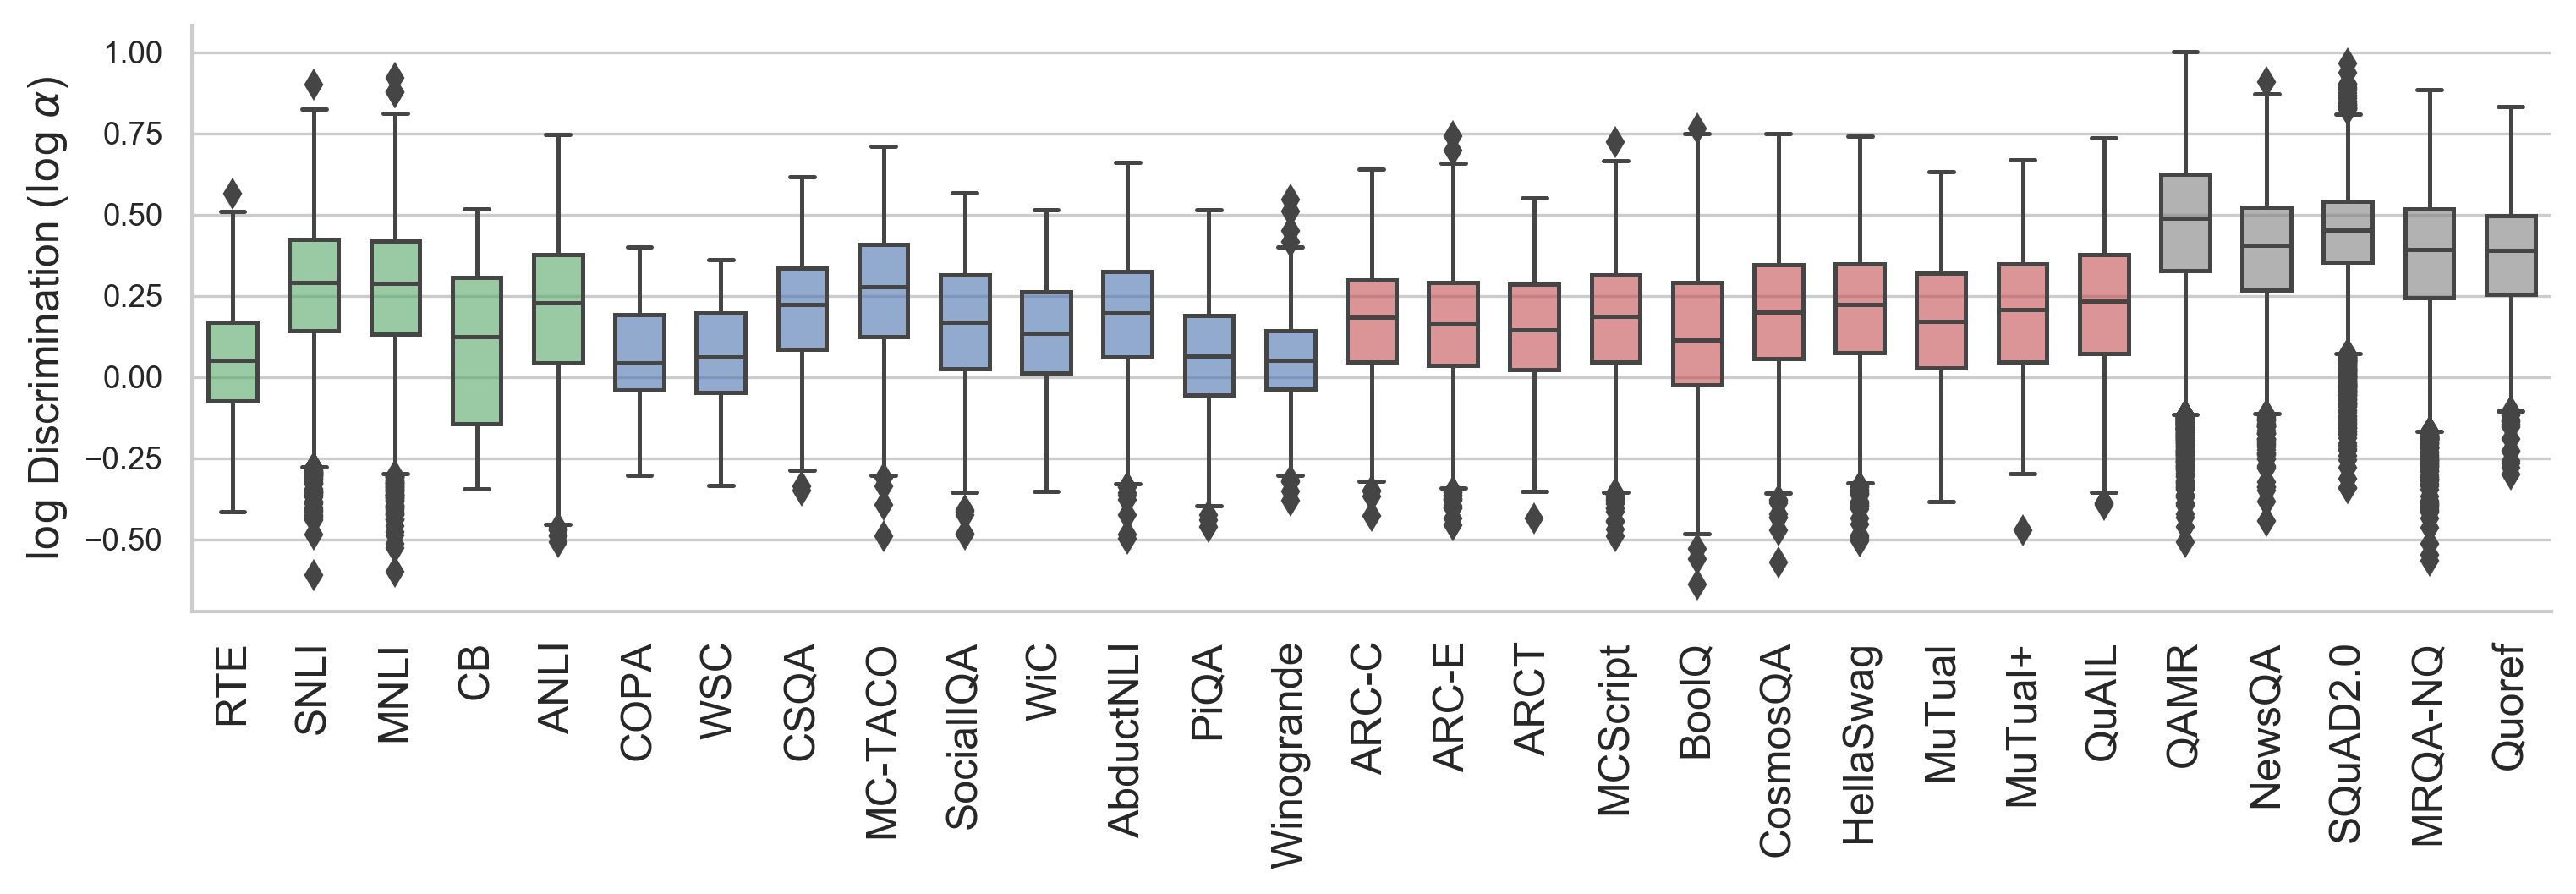 log Discrimination (log α)
1.00
0.75
0.50
0.25
0.00
−0.25
−0.50
RTE
SNLI
MNLI
CB
ANLI
COPA
WSC
CSQA
MC-TACO
SocialIQA
WiC
AbductNLI
PiQA
Winogrande
ARC-C
ARC-E
ARCT
MCScript
BoolQ
CosmosQA
HellaSwag
MuTual
MuTual+
QuAIL
QAMR
NewsQA
SQuAD2.0
MRQA-NQ
Quoref